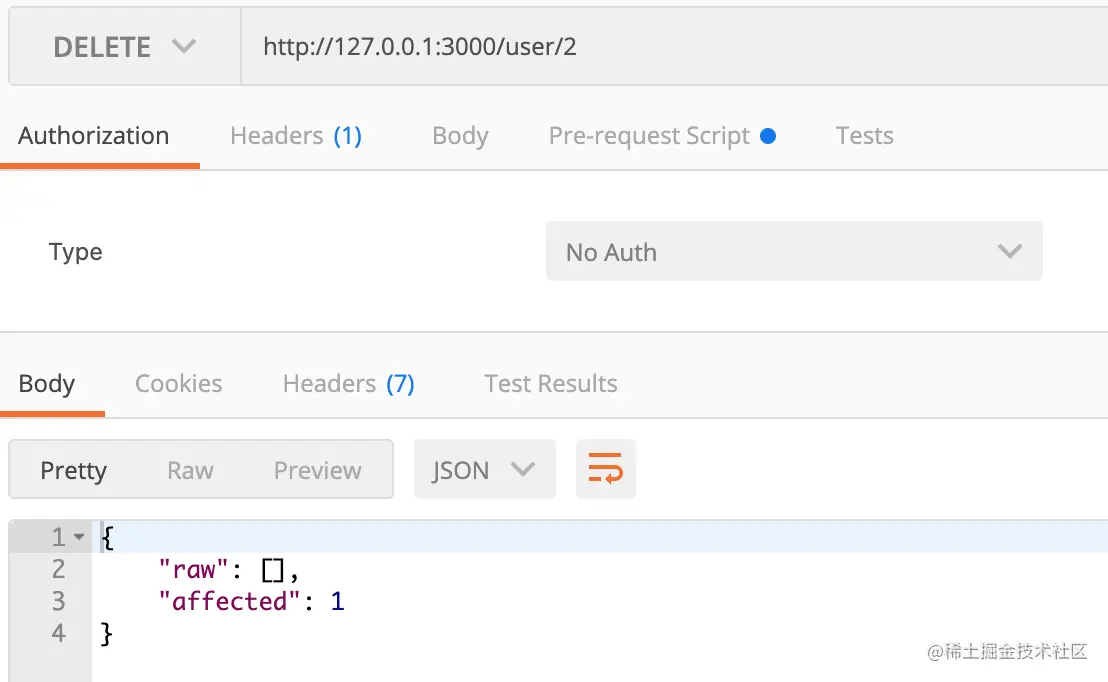 DELETE http://127.0.0.1:3000/user/2
Authorization Headers (1) Body Pre-request Script Tests
Type No Auth
Body Cookies Headers (7) Test Results
Pretty Raw Preview JSON
1 {
2 "raw": [],
3 "affected": 1
4 }
@稀土掘金技术社区